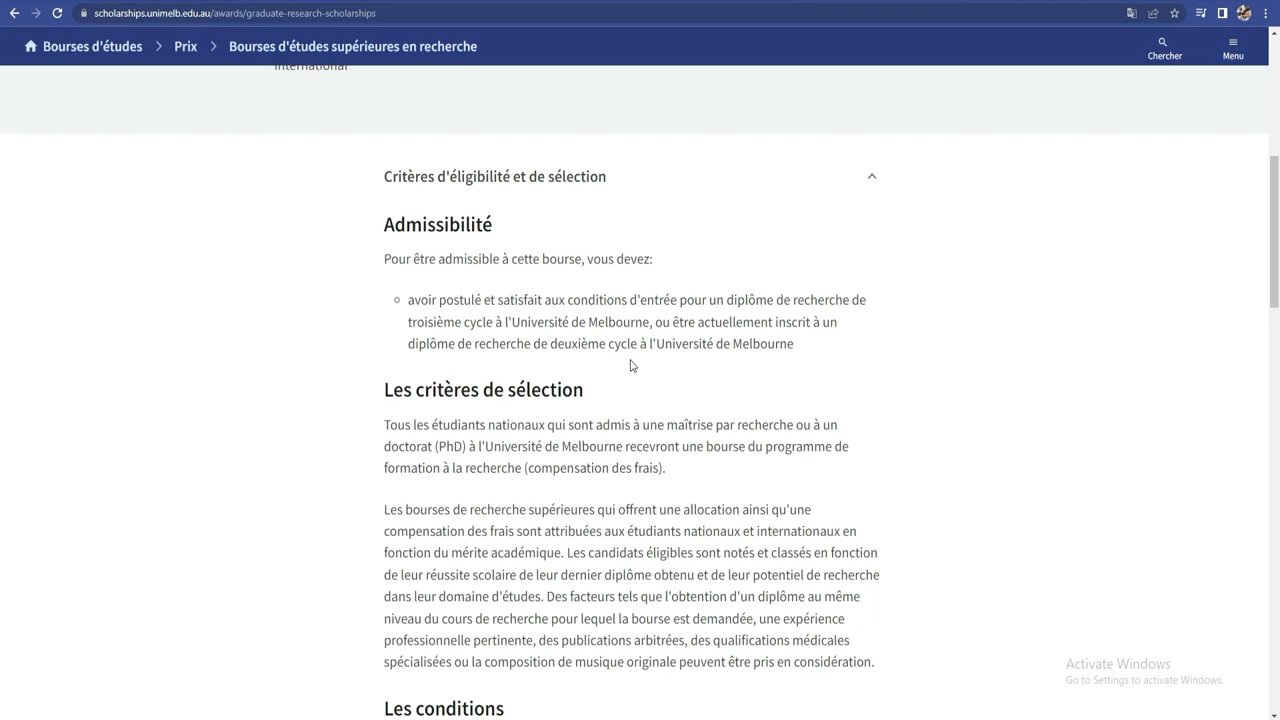 scholarships.unimelb.edu.au/awards/graduate-research-scholarships
Bourses d'études > Prix > Bourses d'études supérieures en recherche
Chercher
Menu
international
Critères d'éligibilité et de sélection
Admissibilité
Pour être admissible à cette bourse, vous devez:
avoir postulé et satisfait aux conditions d'entrée pour un diplôme de recherche de
troisième cycle à l'Université de Melbourne, ou être actuellement inscrit à un
diplôme de recherche de deuxième cycle à l'Université de Melbourne
Les critères de sélection
Tous les étudiants nationaux qui sont admis à une maîtrise par recherche ou à un
doctorat (PhD) à l'Université de Melbourne recevront une bourse du programme de
formation à la recherche (compensation des frais).
Les bourses de recherche supérieures qui offrent une allocation ainsi qu'une
compensation des frais sont attribuées aux étudiants nationaux et internationaux en
fonction du mérite académique. Les candidats éligibles sont notés et classés en fonction
de leur réussite scolaire de leur dernier diplôme obtenu et de leur potentiel de recherche
dans leur domaine d'études. Des facteurs tels que l'obtention d'un diplôme au même
niveau du cours de recherche pour lequel la bourse est demandée, une expérience
professionnelle pertinente, des publications arbitrées, des qualifications médicales
spécialisées ou la composition de musique originale peuvent être pris en considération.
Les conditions
Activate Windows
Go to Settings to activate Windows.